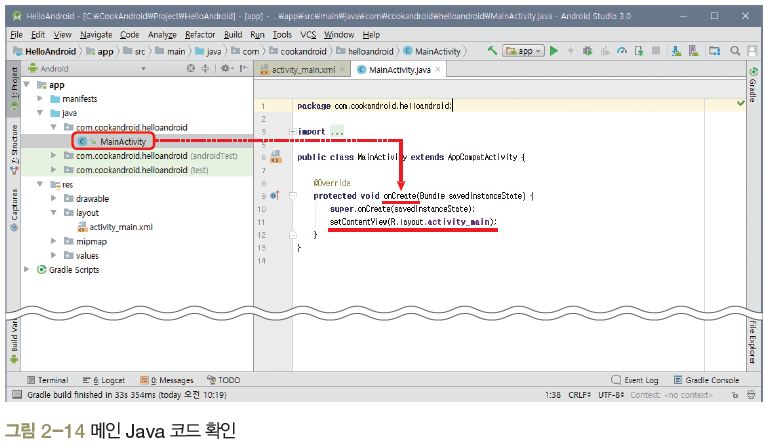 HelloAndroid - [C:₩CookAndroid₩Project₩HelloAndroid] - [app] - ...₩app₩src₩main₩java₩com₩cookandroid₩helloandroid₩MainActivity.java - Android Studio 3.0
File Edit View Navigate Code Analyze Refactor Build Run Tools VCS Window Help
HelloAndroid app src main java com cookandroid helloandroid MainActivity app
Android
activity_main.xml MainActivity.java
1: Project
7: Structure
Captures
Build Vari
app
manifests
java
com.cookandroid.helloandroid
MainActivity
com.cookandroid.helloandroid (androidTest)
com.cookandroid.helloandroid (test)
res
drawable
layout
activity_main.xml
mipmap
values
Gradle Scripts
1 package com.cookandroid.helloandroid;
2
3 import ...
6 public class MainActivity extends AppCompatActivity {
7
8 @Override
9 protected void onCreate(Bundle savedInstanceState) {
10 super.onCreate(savedInstanceState);
11 setContentView(R.layout.activity_main);
12 }
13 }
14
Gradle
File Explorer
Terminal 6: Logcat 0: Messages TODO Event Log Gradle Console
Gradle build finished in 33s 354ms (today 오전 10:19) 1:38 CRLF UTF-8 Context: <no context>
그림 2-14 메인 Java 코드 확인